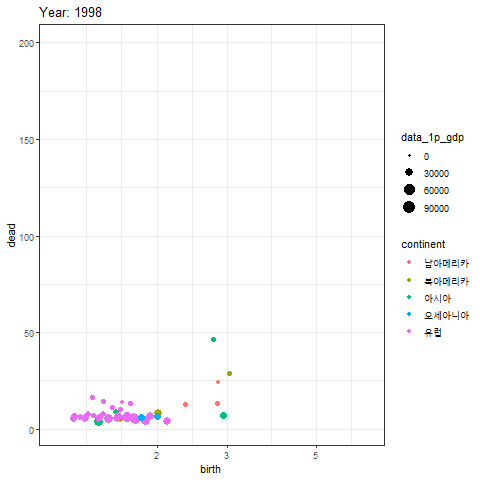 Year: 1998
200
150
100
50
0
dead
2
3
5
birth
data_1p_gdp
0
30000
60000
90000
continent
남아메리카
북아메리카
아시아
오세아니아
유럽